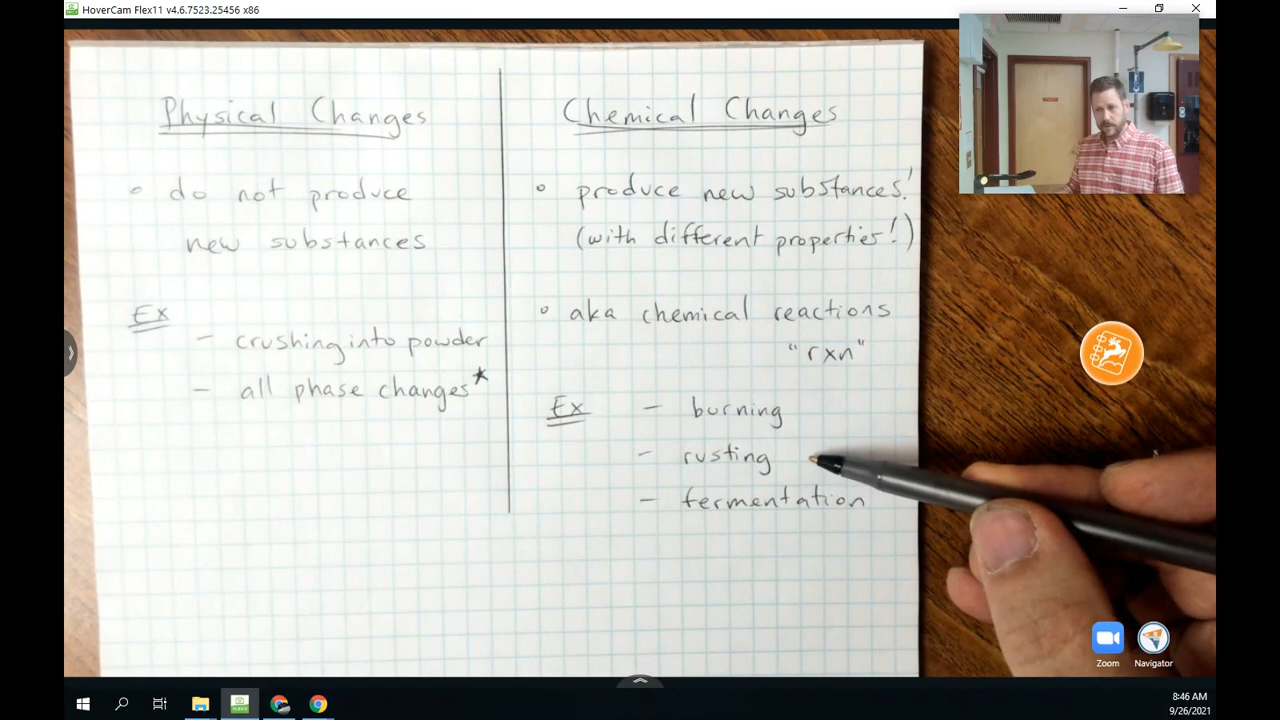 HoverCam Flex11 v4.6.7523.25456 x86
Physical Changes
° do not produce
new substances
Ex
- crushing into powder
- all phase changes*
Chemical Changes
° produce new substances!
(with different properties!)
° aka chemical reactions
"rxn"
Ex - burning
- rusting
- fermentation
Zoom
Navigator
8:46 AM
9/26/2021